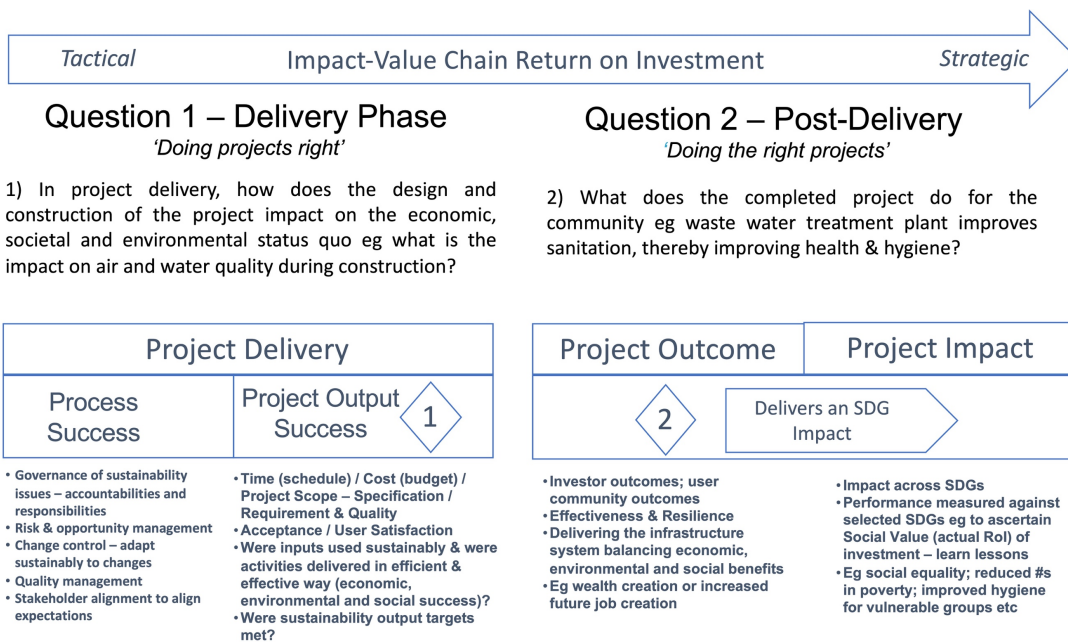 Tactical
Impact-Value Chain Return on Investment
Strategic
Question 1 – Delivery Phase
‘Doing projects right’
1) In project delivery, how does the design and
construction of the project impact on the economic,
societal and environmental status quo eg what is the
impact on air and water quality during construction?
Question 2 – Post-Delivery
‘Doing the right projects’
2) What does the completed project do for the
community eg waste water treatment plant improves
sanitation, thereby improving health & hygiene?
Project Delivery
Process
Success
Project Output
Success
1
• Governance of sustainability
issues – accountabilities and
responsibilities
• Risk & opportunity management
• Change control – adapt
sustainably to changes
• Quality management
• Stakeholder alignment to align
expectations
• Time (schedule) / Cost (budget) /
Project Scope – Specification /
Requirement & Quality
• Acceptance / User Satisfaction
• Were inputs used sustainably & were
activities delivered in efficient &
effective way (economic,
environmental and social success)?
• Were sustainability output targets
met?
Project Outcome
Project Impact
2
Delivers an SDG
Impact
• Investor outcomes; user
community outcomes
• Effectiveness & Resilience
• Delivering the infrastructure
system balancing economic,
environmental and social benefits
• Eg wealth creation or increased
future job creation
• Impact across SDGs
• Performance measured against
selected SDGs eg to ascertain
Social Value (actual RoI) of
investment – learn lessons
• Eg social equality; reduced #s
in poverty; improved hygiene
for vulnerable groups etc